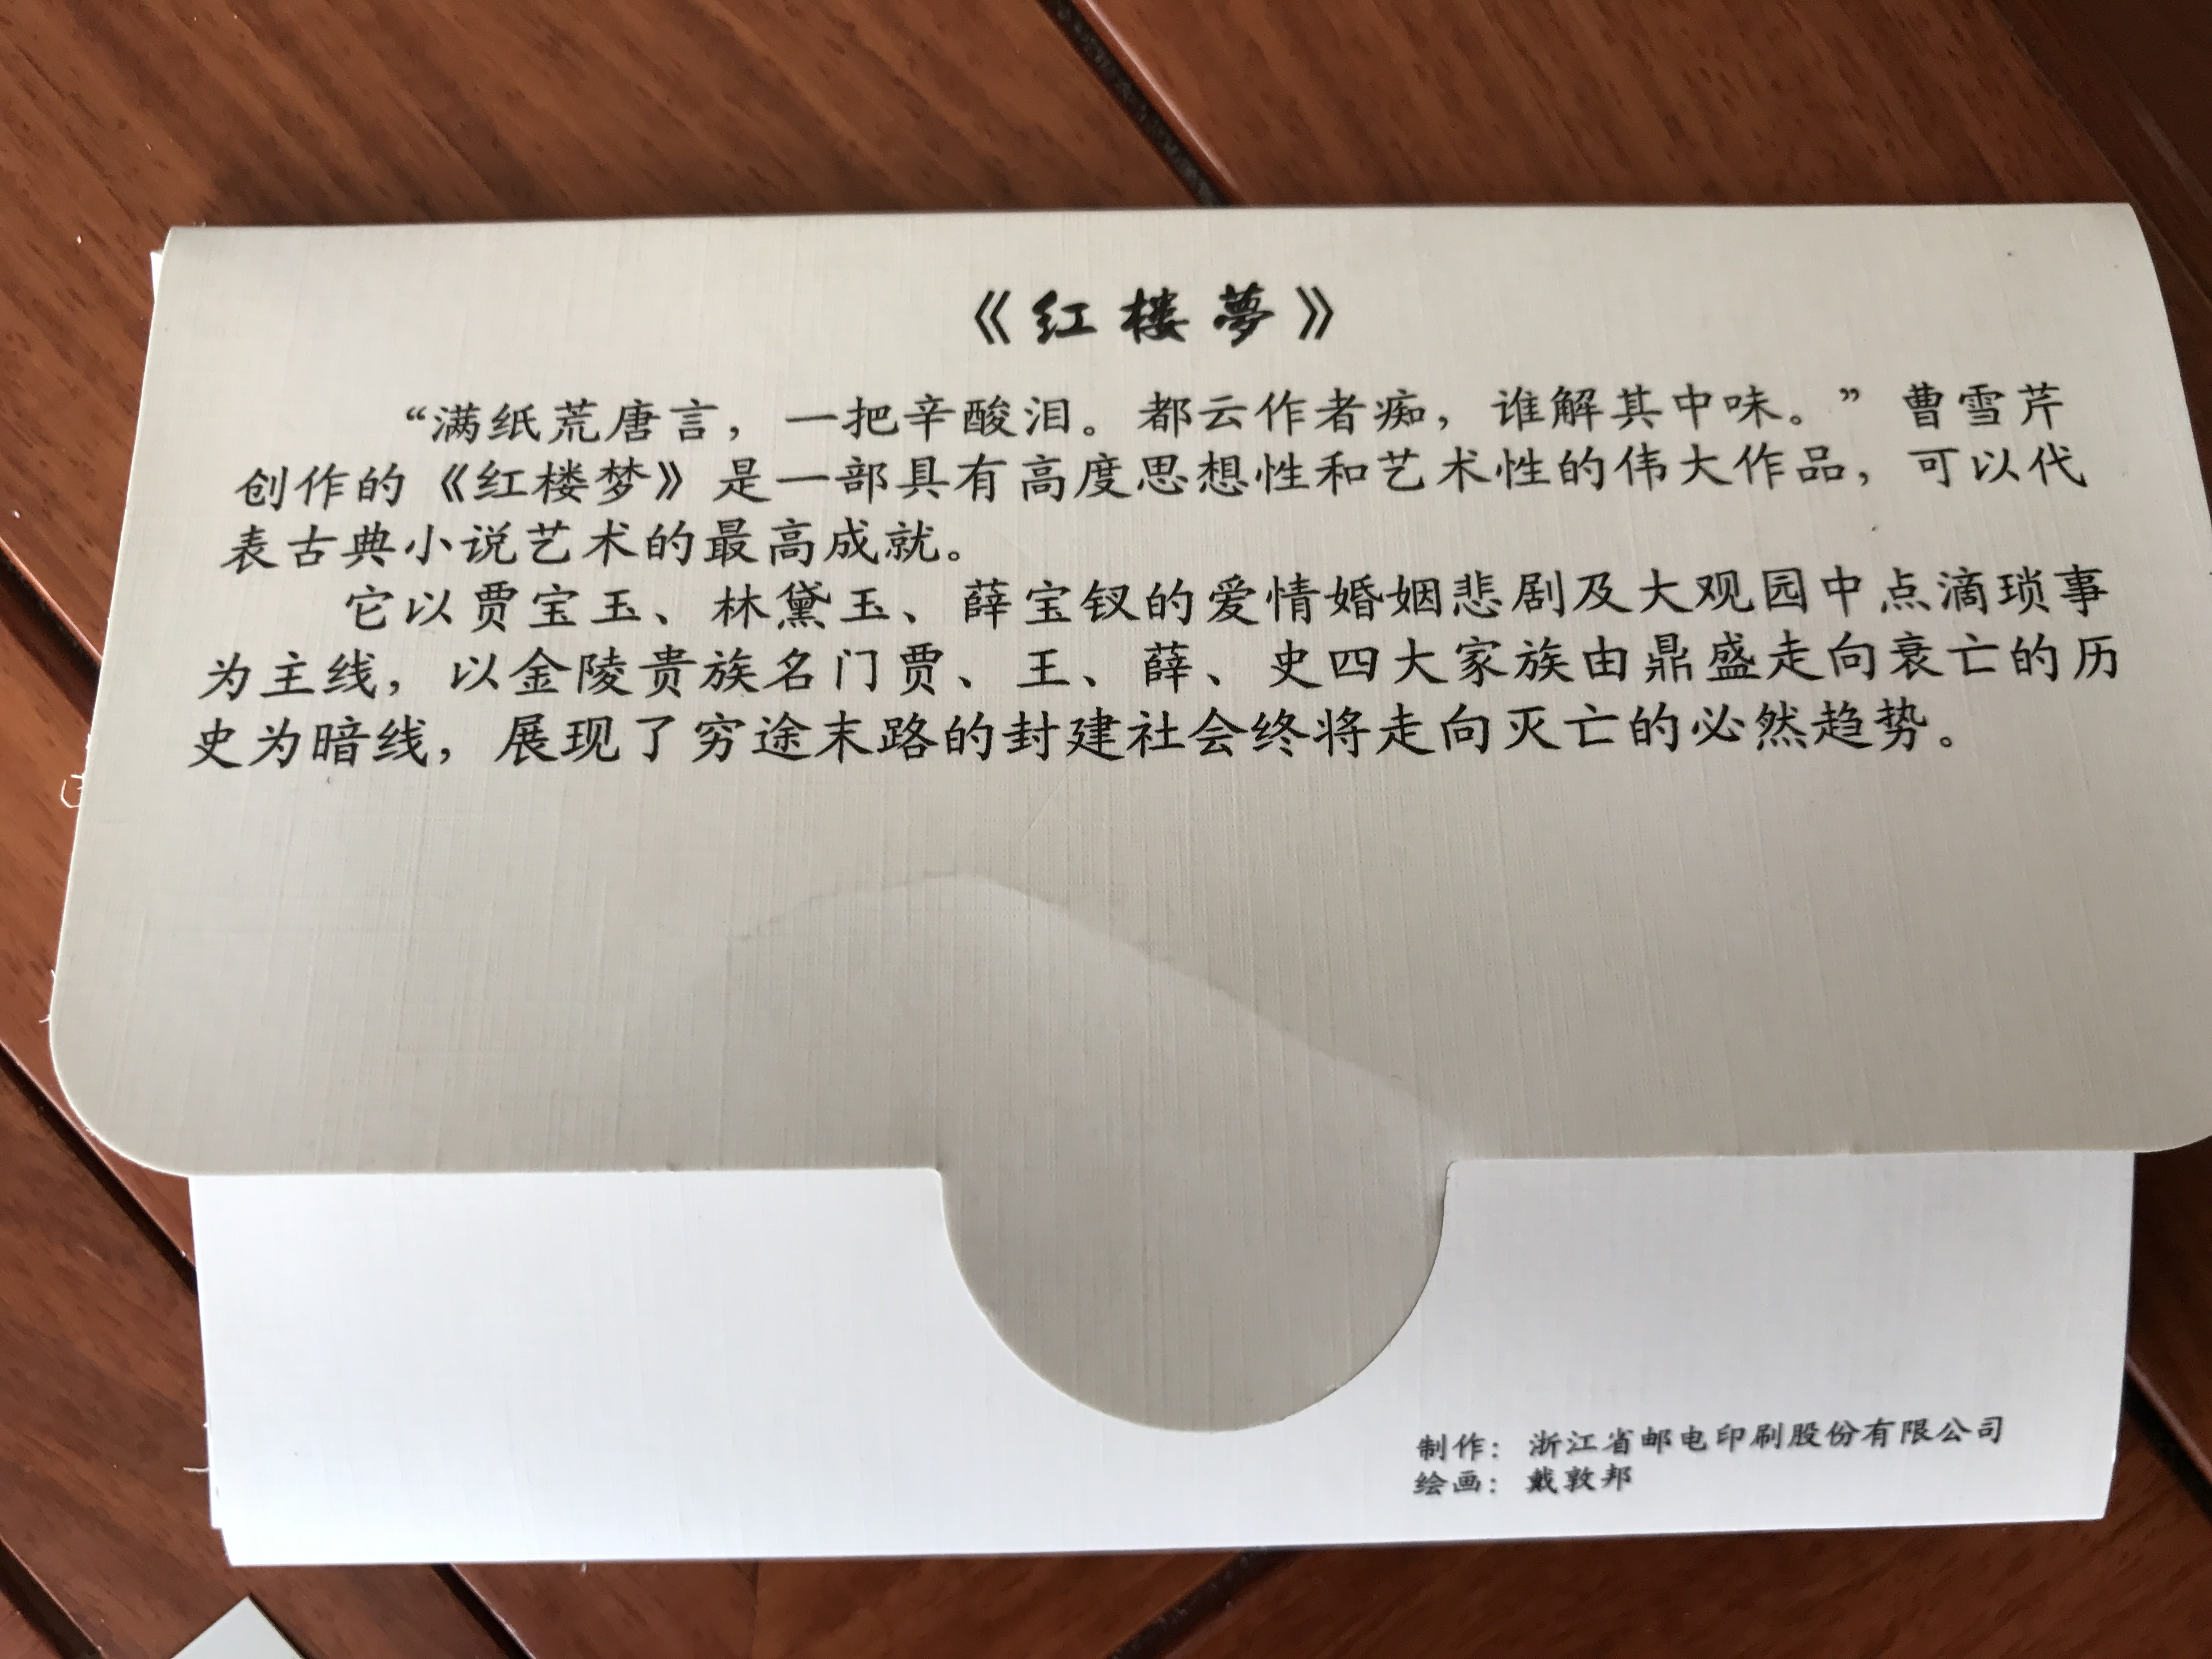 《红楼夢》
“满纸荒唐言，一把辛酸泪。都云作者痴，谁解其中味。”曹雪芹
创作的《红楼梦》是一部具有高度思想性和艺术性的伟大作品，可以代
表古典小说艺术的最高成就。
它以贾宝玉、林黛玉、薛宝钗的爱情婚姻悲剧及大观园中点滴琐事
为主线，以金陵贵族名门贾、王、薛、史四大家族由鼎盛走向衰亡的历
史为暗线，展现了穷途末路的封建社会终将走向灭亡的必然趋势。
制作：浙江省邮电印刷股份有限公司
绘画：戴敦邦